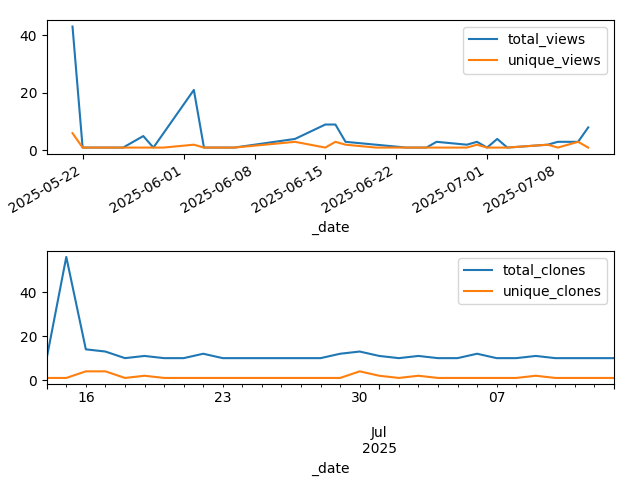 40
20
0
total_views
unique_views
2025-05-22
2025-06-01
2025-06-08
2025-06-15
2025-06-22
2025-07-01
2025-07-08
_date
40
20
0
total_clones
unique_clones
16
23
30
07
Jul
2025
_date